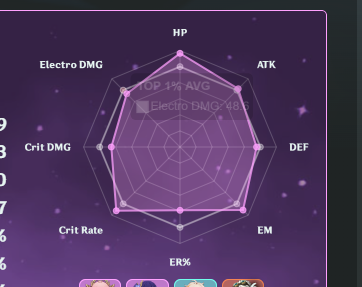 HP
Electro DMG
ATK
TOP 1% AVG
Electro DMG: 48.6
9
3
Crit DMG
DEF
0
7
Crit Rate
EM
%
%
ER%
%